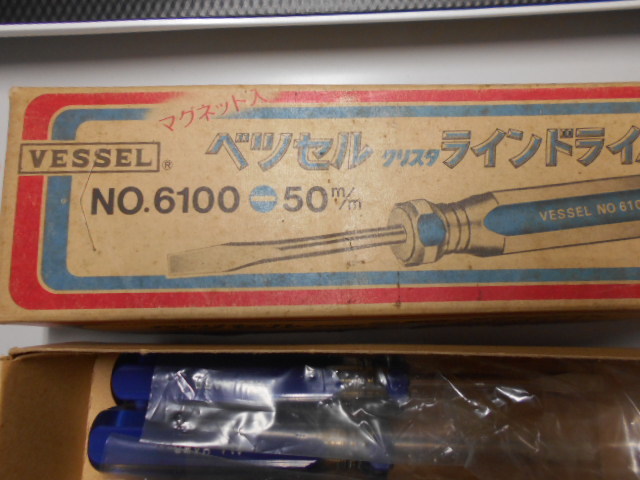 マグネット入
VESSEL®
ベッセル クリスタ ラインドライ
NO.6100 50 m/m
VESSEL NO 610